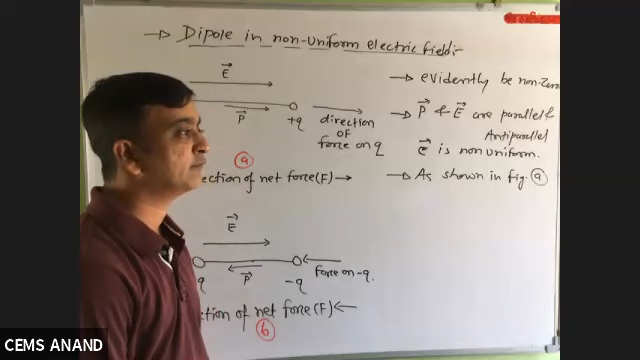 → Dipole in non-uniform electric field:-
→ E
→ evidently be non-zero
P +q direction
OF
force on q
→ P & E are parallel &
Antiparallel
E is non uniform.
a
ection of net force(F) →
→ As shown in fig. a
E
q P -q Force on -q.
ction of net force(F) ←
b
CEMS ANAND